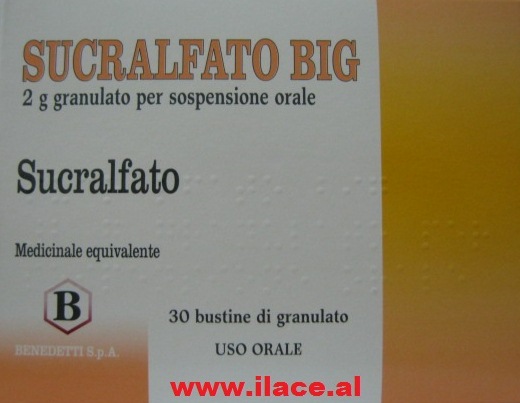 SUCRALFATO BIG
2 g granulato per sospensione orale
Sucralfato
Medicinale equivalente
B
BENEDETTI S.p.A.
30 bustine di granulato
USO ORALE
www.ilace.al